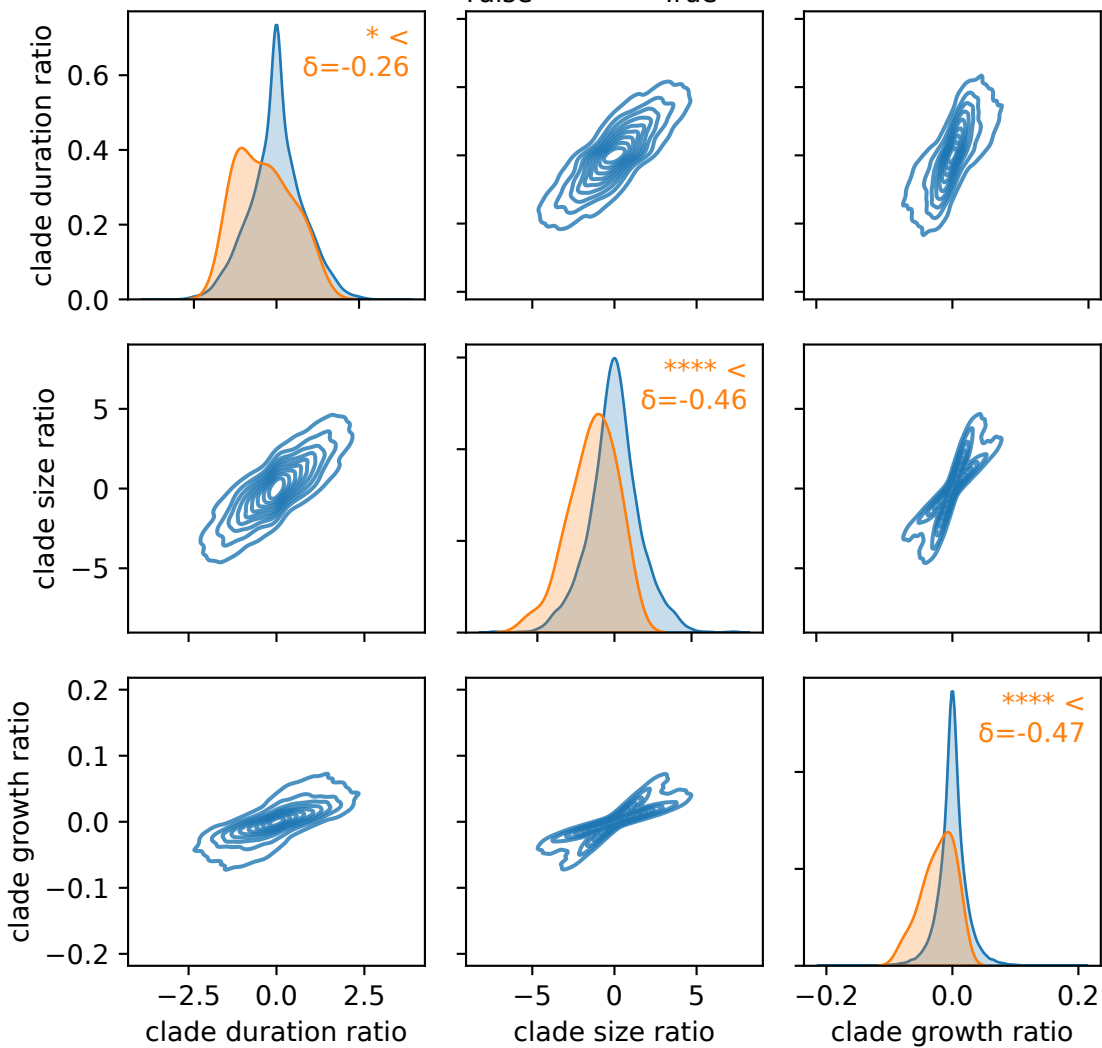 clade duration ratio
0.6
0.4
0.2
0.0
* <
δ=-0.26
clade size ratio
5
0
−5
**** <
δ=-0.46
clade growth ratio
0.2
0.1
0.0
−0.1
−0.2
**** <
δ=-0.47
−2.5 0.0 2.5
−5 0 5
−0.2 0.0 0.2
clade duration ratio
clade size ratio
clade growth ratio